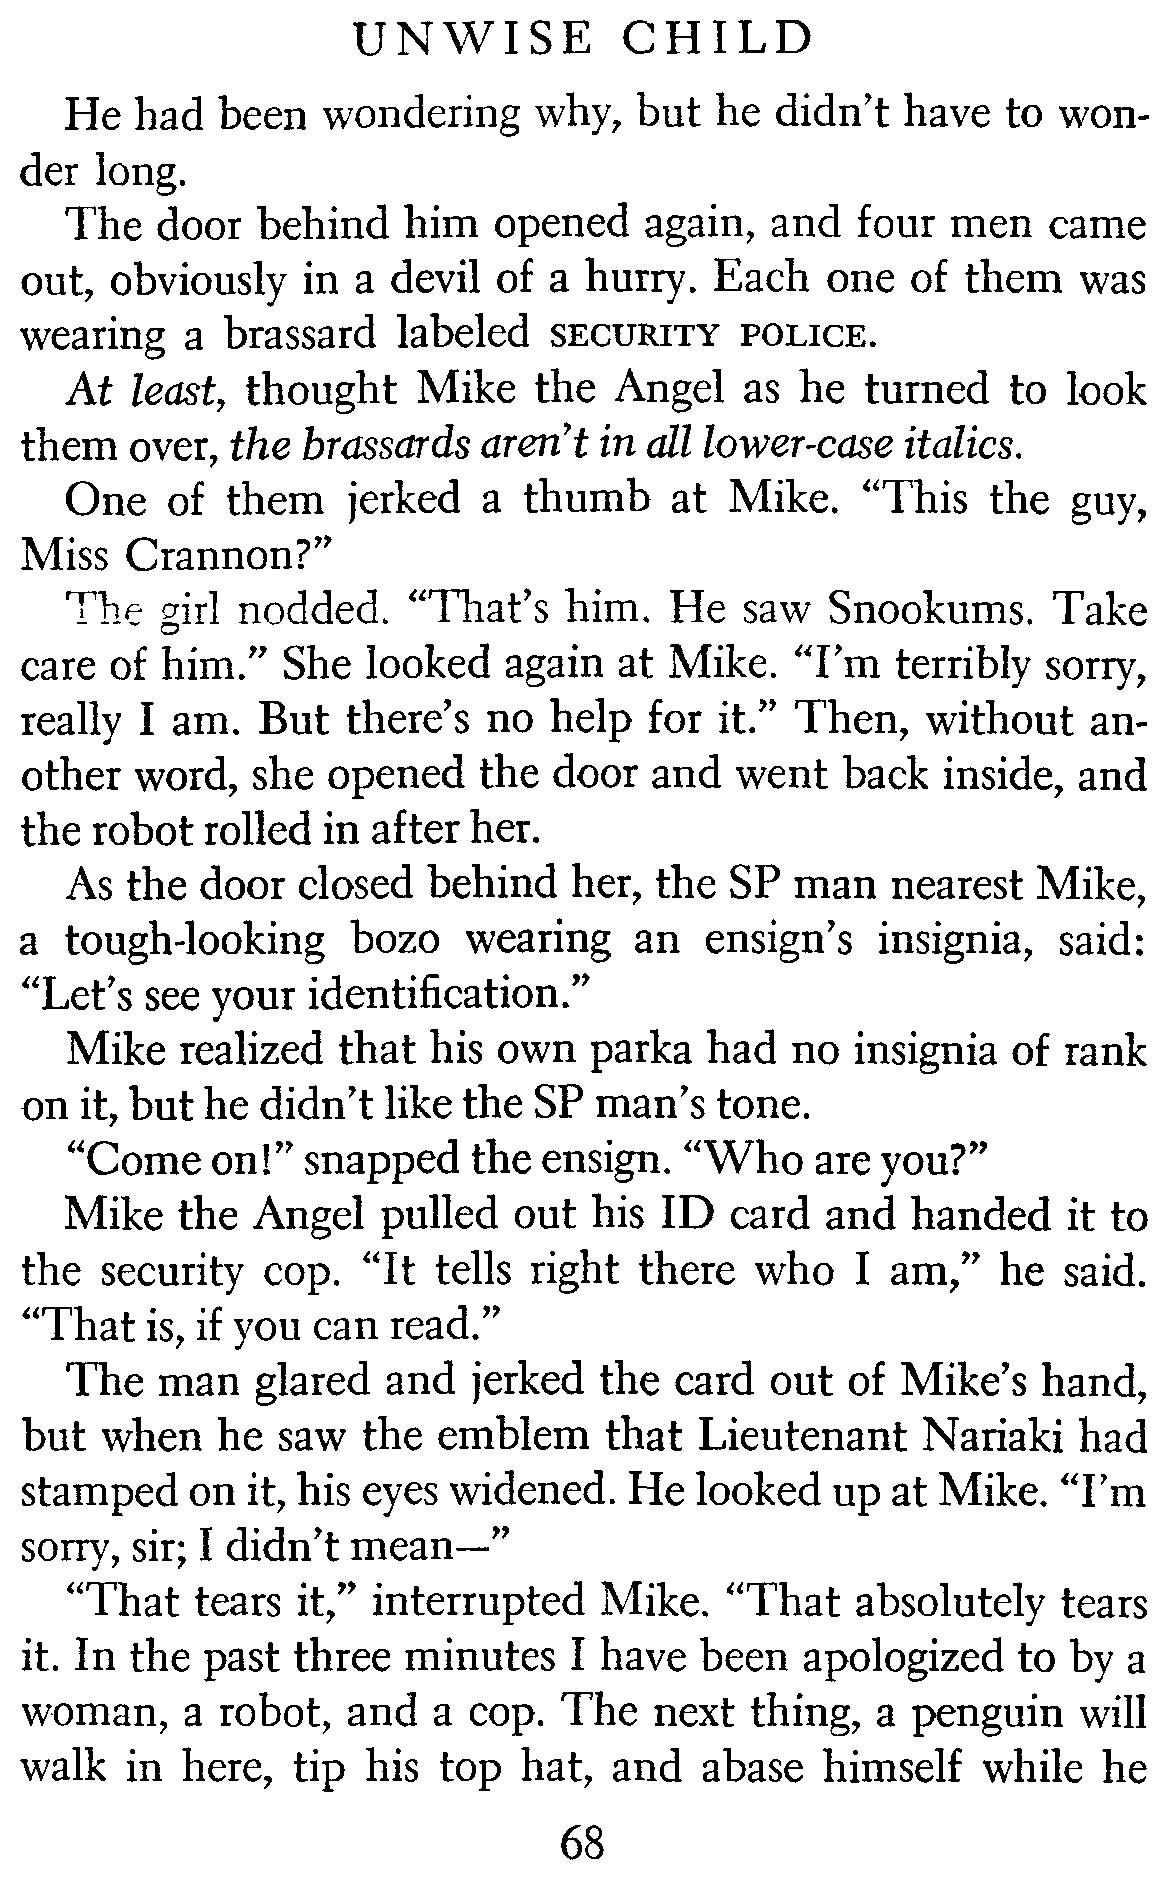 UNWISE CHILD
He had been wondering why, but he didn't have to won-
der long.
The door behind him opened again, and four men came
out, obviously in a devil of a hurry. Each one of them was
wearing a brassard labeled SECURITY POLICE.
At least, thought Mike the Angel as he turned to look
them over, the brassards aren't in all lower-case italics.
One of them jerked a thumb at Mike. “This the guy,
Miss Crannon?”
The girl nodded. “That's him. He saw Snookums. Take
care of him.” She looked again at Mike. “I'm terribly sorry,
really I am. But there's no help for it.” Then, without an-
other word, she opened the door and went back inside, and
the robot rolled in after her.
As the door closed behind her, the SP man nearest Mike,
a tough-looking bozo wearing an ensign's insignia, said:
“Let's see your identification.”
Mike realized that his own parka had no insignia of rank
on it, but he didn't like the SP man's tone.
“Come on!” snapped the ensign. “Who are you?”
Mike the Angel pulled out his ID card and handed it to
the security cop. “It tells right there who I am,” he said.
“That is, if you can read.”
The man glared and jerked the card out of Mike's hand,
but when he saw the emblem that Lieutenant Nariaki had
stamped on it, his eyes widened. He looked up at Mike. “I'm
sorry, sir; I didn't mean—”
“That tears it,” interrupted Mike. “That absolutely tears
it. In the past three minutes I have been apologized to by a
woman, a robot, and a cop. The next thing, a penguin will
walk in here, tip his top hat, and abase himself while he
68